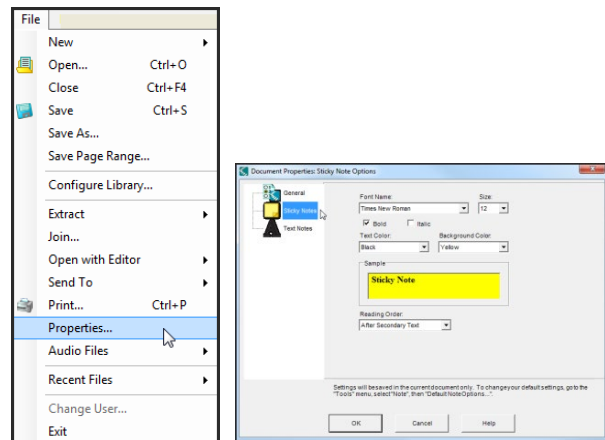 File
New
Open... Ctrl+O
Close Ctrl+F4
Save Ctrl+S
Save As...
Save Page Range...
Configure Library...
Extract
Join...
Open with Editor
Send To
Print... Ctrl+P
Properties...
Audio Files
Recent Files
Change User...
Exit
Document Properties: Sticky Note Options
General
Sticky Notes
Text Notes
Font Name: Size:
Times New Roman 12
Bold Italic
Text Color: Background Color:
Black Yellow
Sample
Sticky Note
Reading Order:
After Secondary Text
Settings will be saved in the current document only. To change your default settings, go to the
"Tools" menu, select "Note", then "Default Note Options...".
OK Cancel Help